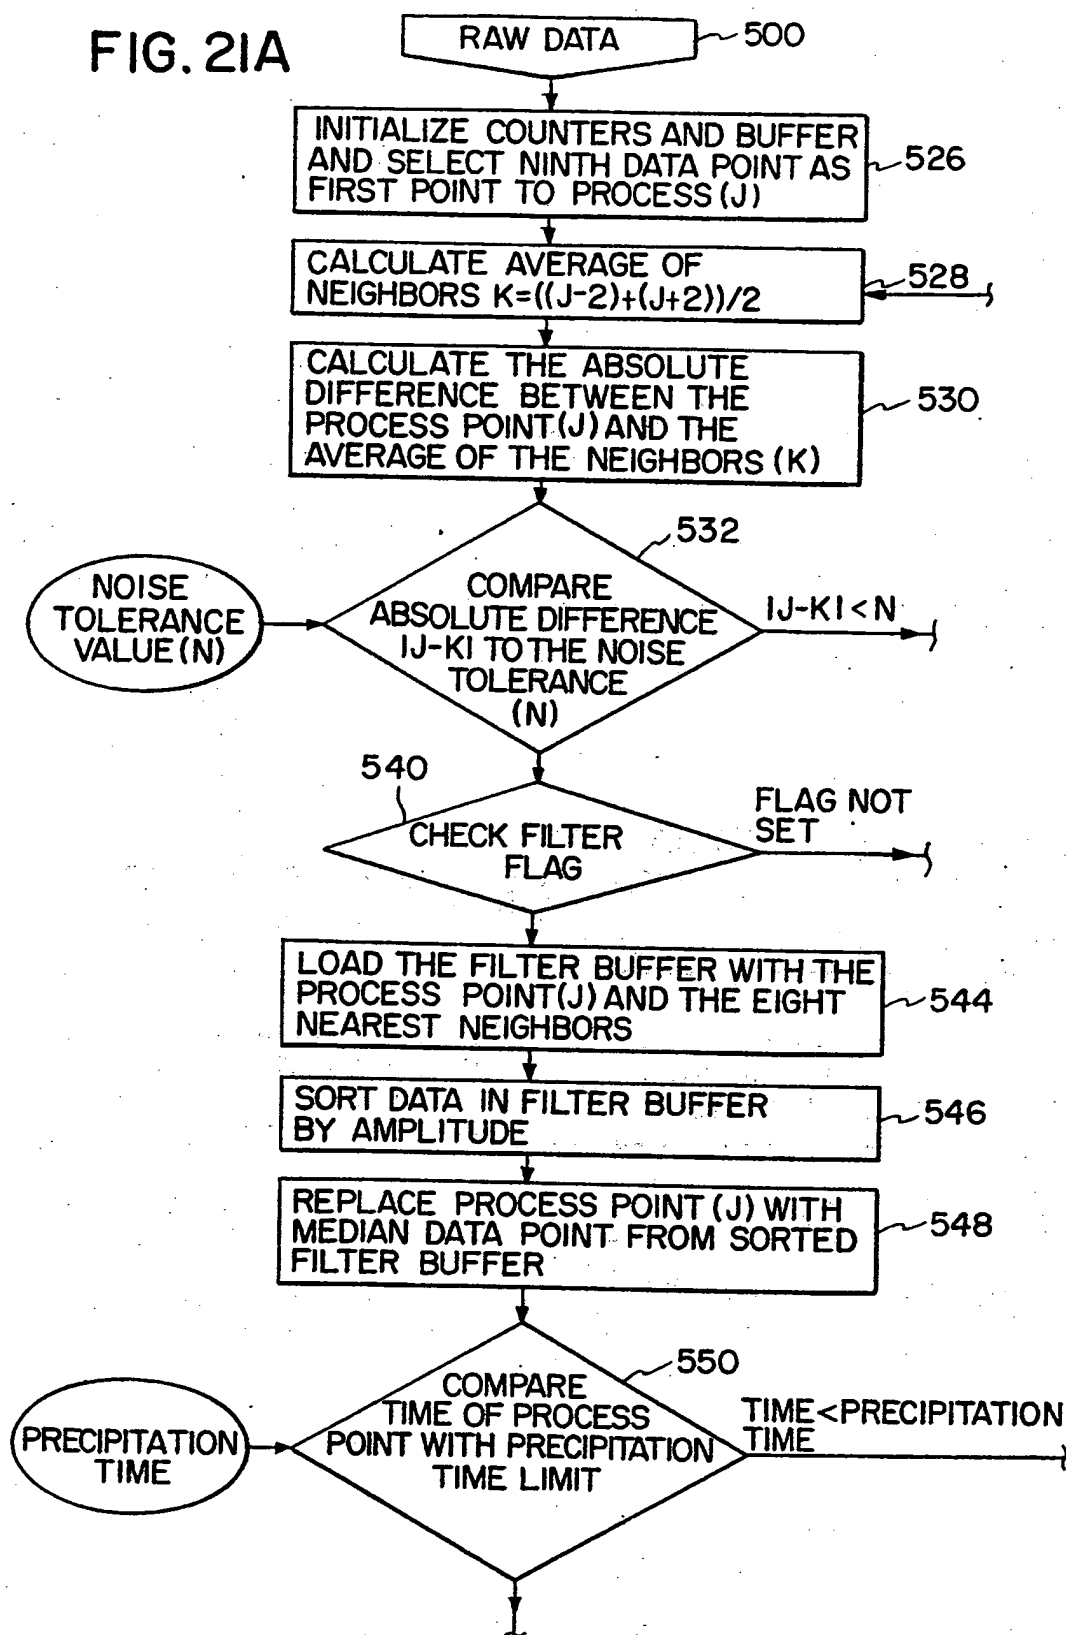 FIG. 21A
RAW DATA
500
INITIALIZE COUNTERS AND BUFFER
AND SELECT NINTH DATA POINT AS
FIRST POINT TO PROCESS (J)
526
CALCULATE AVERAGE OF
NEIGHBORS K=((J-2)+(J+2))/2
528
CALCULATE THE ABSOLUTE
DIFFERENCE BETWEEN THE
PROCESS POINT (J) AND THE
AVERAGE OF THE NEIGHBORS (K)
530
532
NOISE
TOLERANCE
VALUE (N)
COMPARE
ABSOLUTE DIFFERENCE
|J-K| TO THE NOISE
TOLERANCE
(N)
|J-K|<N
540
CHECK FILTER
FLAG
FLAG NOT
SET
LOAD THE FILTER BUFFER WITH THE
PROCESS POINT (J) AND THE EIGHT
NEAREST NEIGHBORS
544
SORT DATA IN FILTER BUFFER
BY AMPLITUDE
546
REPLACE PROCESS POINT (J) WITH
MEDIAN DATA POINT FROM SORTED
FILTER BUFFER
548
550
PRECIPITATION
TIME
COMPARE
TIME OF PROCESS
POINT WITH PRECIPITATION
TIME LIMIT
TIME<PRECIPITATION
TIME